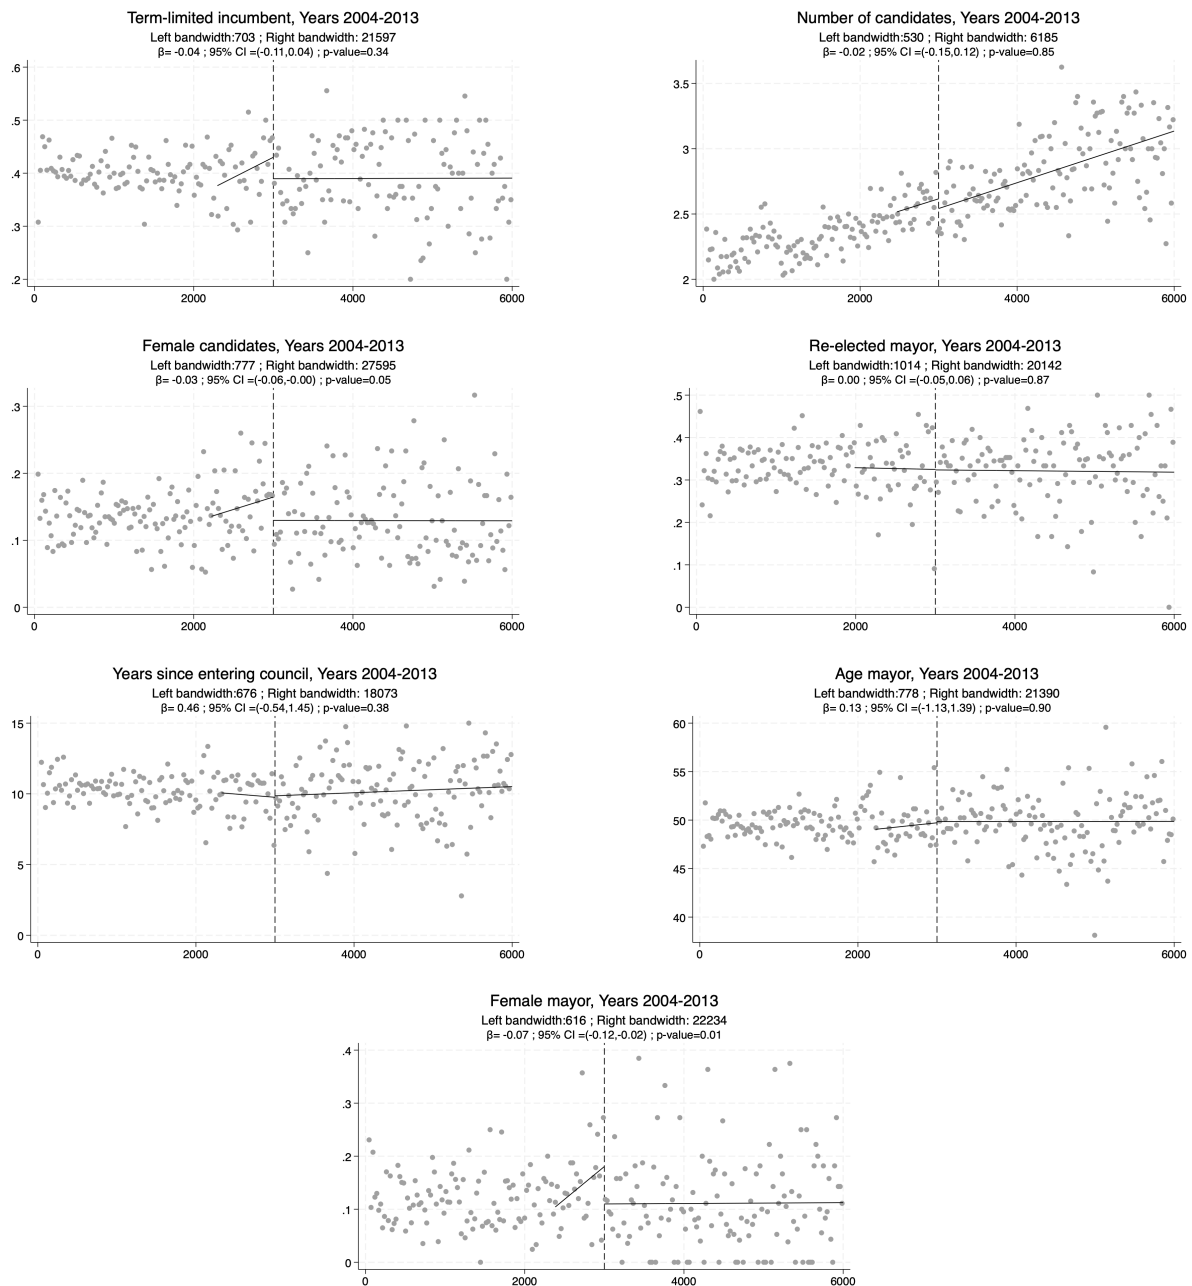 Term-limited incumbent, Years 2004-2013
Left bandwidth:703 ; Right bandwidth: 21597
β= -0.04 ; 95% CI =(-0.11,0.04) ; p-value=0.34
.6
.5
.4
.3
.2
0 2000 4000 6000
Number of candidates, Years 2004-2013
Left bandwidth:530 ; Right bandwidth: 6185
β= -0.02 ; 95% CI =(-0.15,0.12) ; p-value=0.85
3.5
3
2.5
2
0 2000 4000 6000
Female candidates, Years 2004-2013
Left bandwidth:777 ; Right bandwidth: 27595
β= -0.03 ; 95% CI =(-0.06,-0.00) ; p-value=0.05
.3
.2
.1
0
0 2000 4000 6000
Re-elected mayor, Years 2004-2013
Left bandwidth:1014 ; Right bandwidth: 20142
β= 0.00 ; 95% CI =(-0.05,0.06) ; p-value=0.87
.5
.4
.3
.2
.1
0
0 2000 4000 6000
Years since entering council, Years 2004-2013
Left bandwidth:676 ; Right bandwidth: 18073
β= 0.46 ; 95% CI =(-0.54,1.45) ; p-value=0.38
15
10
5
0
0 2000 4000 6000
Age mayor, Years 2004-2013
Left bandwidth:778 ; Right bandwidth: 21390
β= 0.13 ; 95% CI =(-1.13,1.39) ; p-value=0.90
60
55
50
45
40
0 2000 4000 6000
Female mayor, Years 2004-2013
Left bandwidth:616 ; Right bandwidth: 22234
β= -0.07 ; 95% CI =(-0.12,-0.02) ; p-value=0.01
.4
.3
.2
.1
0
0 2000 4000 6000